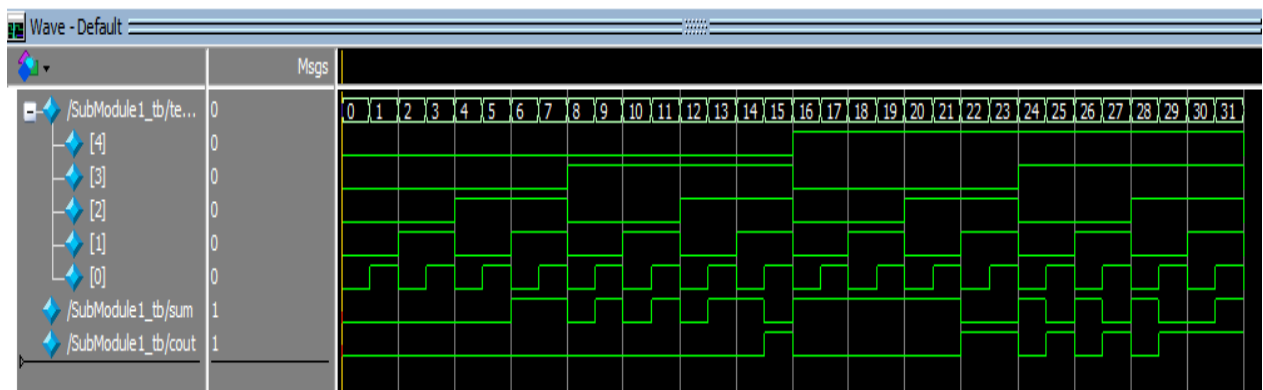 Wave - Default
Msgs
/SubModule1_tb/te... 0 0 1 2 3 4 5 6 7 8 9 10 11 12 13 14 15 16 17 18 19 20 21 22 23 24 25 26 27 28 29 30 31
[4] 0
[3] 0
[2] 0
[1] 0
[0] 0
/SubModule1_tb/sum 1
/SubModule1_tb/cout 1